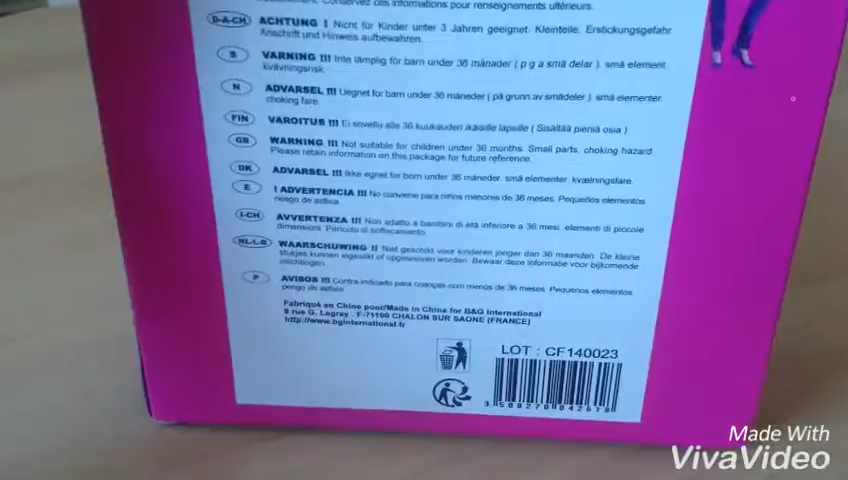 Conservez des informations pour renseignements ultérieurs.
D-A-CH ACHTUNG ! Nicht für Kinder unter 3 Jahren geeignet. Kleinteile, Erstickungsgefahr
Anschrift und Hinweis aufbewahren.
S VARNING !!! Inte lämplig for barn under 36 månader ( p g a små delar ). små element.
kvävningsrisk.
N ADVARSEL !!! Uegnet for barn under 36 måneder ( på grunn av smådeler ). små elementer.
choking fare.
FIN VAROITUS !!! Ei sovellu alle 36 kuukauden ikäisille lapsille ( Sisältää pieniä osia )
GB WARNING !!! Not suitable for children under 36 months. Small parts, choking hazard
Please retain information on this package for future reference.
DK ADVARSEL !!! Ikke egnet for born under 36 måneder, små elementer. kvælningsfare.
E ! ADVERTENCIA !!! No conviene para niños menores de 36 meses. Pequeños elementos
riesgo de asfixia.
I-CH AVVERTENZA !!! Non adatto a bambini di età inferiore a 36 mesi, elementi di piccole
dimensioni. Pericolo di soffocamento.
NL-L-B WAARSCHUWING !! Niet geschikt voor kinderen jonger dan 36 maanden. De kleine
stukjes kunnen ingeslikt of opgesnoven worden. Bewaar deze informatie voor bijkomende
inlichtingen.
P AVISOS !!! Contra-indicado para crianças com menos de 36 meses. Pequenos elementos
perigo de asfixia.
Fabriqué en Chine pour/Made in China for B&G International
8 rue G. Lagray . F-71100 CHALON SUR SAONE (FRANCE)
http://www.bginternational.fr
LOT : CF140023
3 588270 842618
Made With
VivaVideo